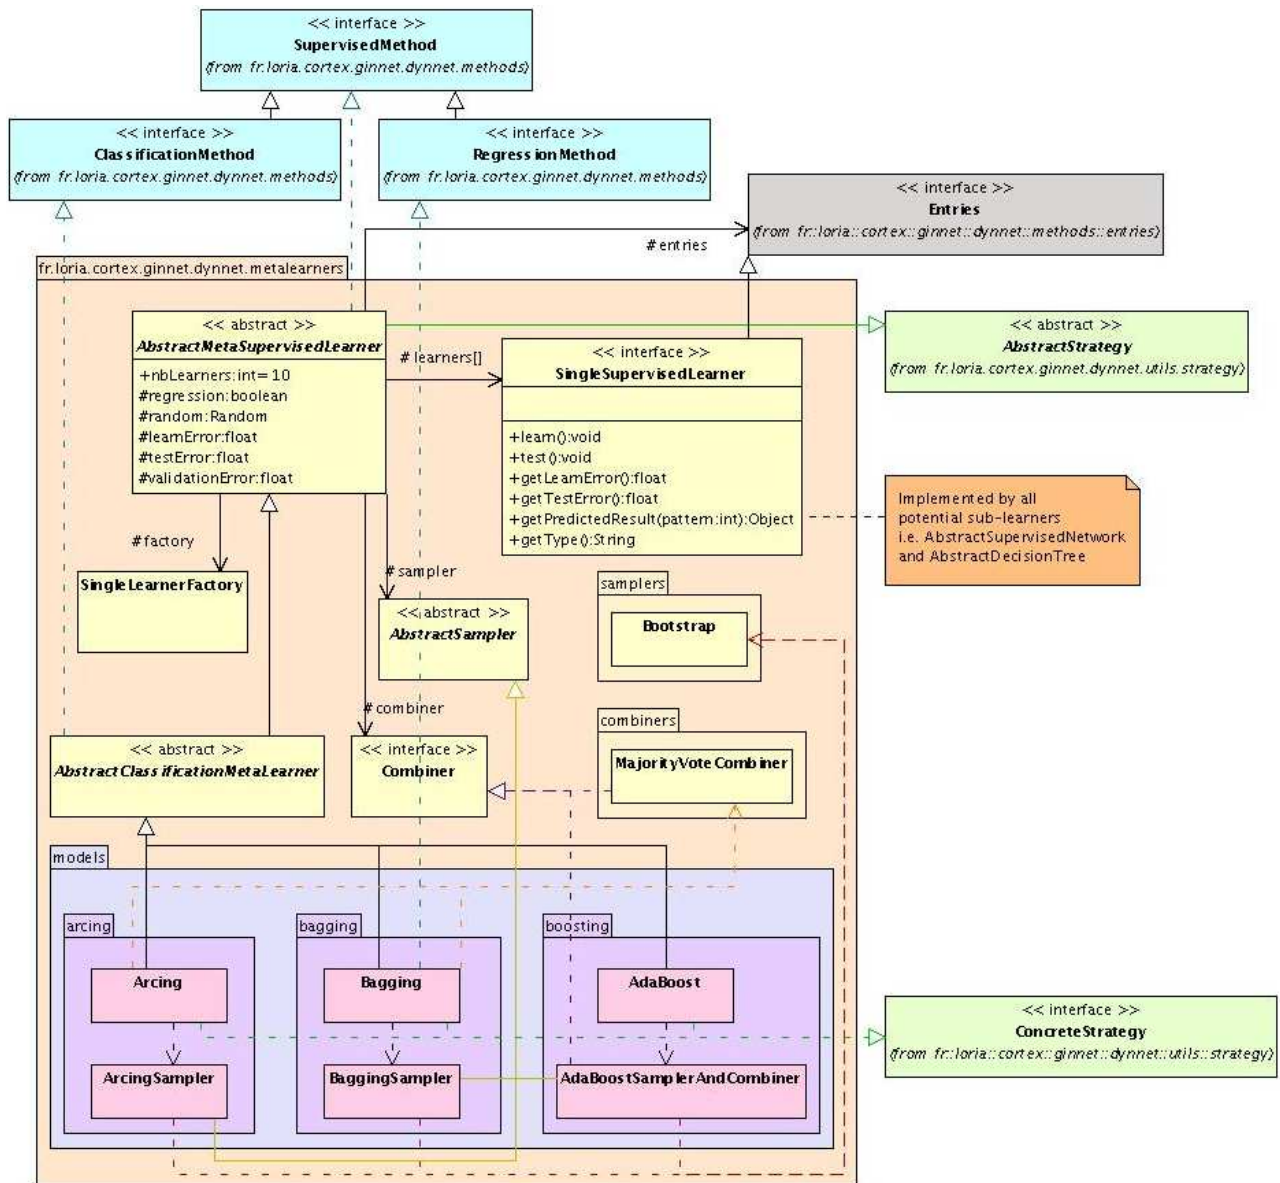 << interface >>
SupervisedMethod
(from fr.loria.cortex.ginnet.dynnet.methods)
<< interface >>
ClassificationMethod
(from fr.loria.cortex.ginnet.dynnet.methods)
<< interface >>
RegressionMethod
(from fr.loria.cortex.ginnet.dynnet.methods)
<< interface >>
Entries
(from fr::loria::cortex::ginnet::dynnet::methods::entries)
# entries
fr.loria.cortex.ginnet.dynnet.metalearners
<< abstract >>
AbstractMetaSupervisedLearner
+nbLearners:int=10
#regression:boolean
#random:Random
#learnError:float
#testError:float
#validationError:float
# learners[]
<< interface >>
SingleSupervisedLearner
+learn():void
+test():void
+getLearnError():float
+getTestError():float
+getPredictedResult(pattern:int):Object
+getType():String
<< abstract >>
AbstractStrategy
(from fr.loria.cortex.ginnet.dynnet.utils.strategy)
Implemented by all
potential sub-learners
i.e. AbstractSupervisedNetwork
and AbstractDecisionTree
# factory
SingleLearnerFactory
# sampler
<< abstract >>
AbstractSampler
samplers
Bootstrap
# combiner
<< abstract >>
AbstractClassificationMetaLearner
<< interface >>
Combiner
combiners
MajorityVoteCombiner
models
arcing
Arcing
ArcingSampler
bagging
Bagging
BaggingSampler
boosting
AdaBoost
AdaBoostSamplerAndCombiner
<< interface >>
ConcreteStrategy
(from fr::loria::cortex::ginnet::dynnet::utils::strategy)